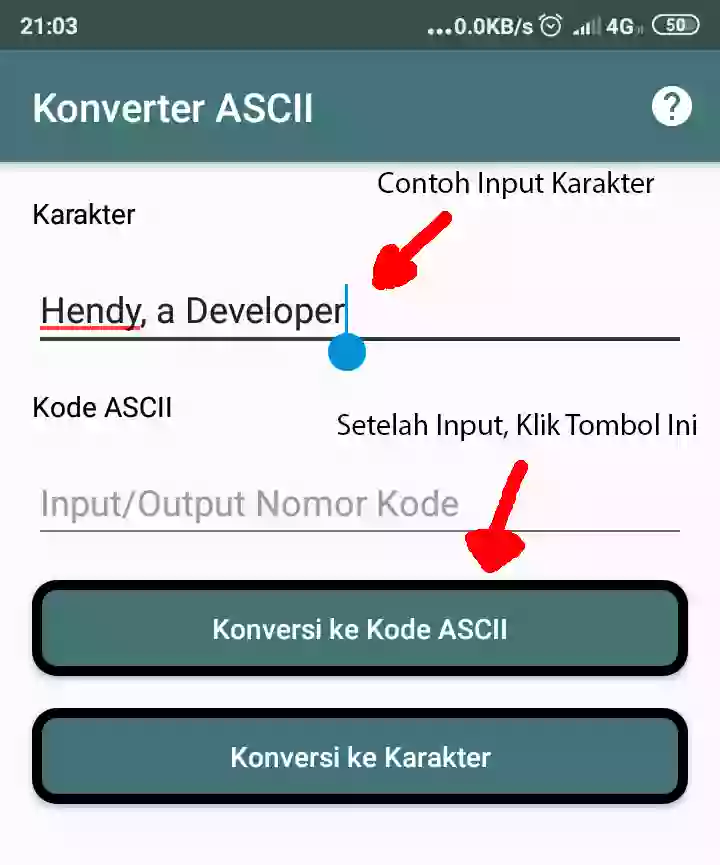 21:03
...0.0KB/s 4G 50
Konverter ASCII ?
Contoh Input Karakter
Karakter
Hendy, a Developer
Kode ASCII
Setelah Input, Klik Tombol Ini
Input/Output Nomor Kode
Konversi ke Kode ASCII
Konversi ke Karakter